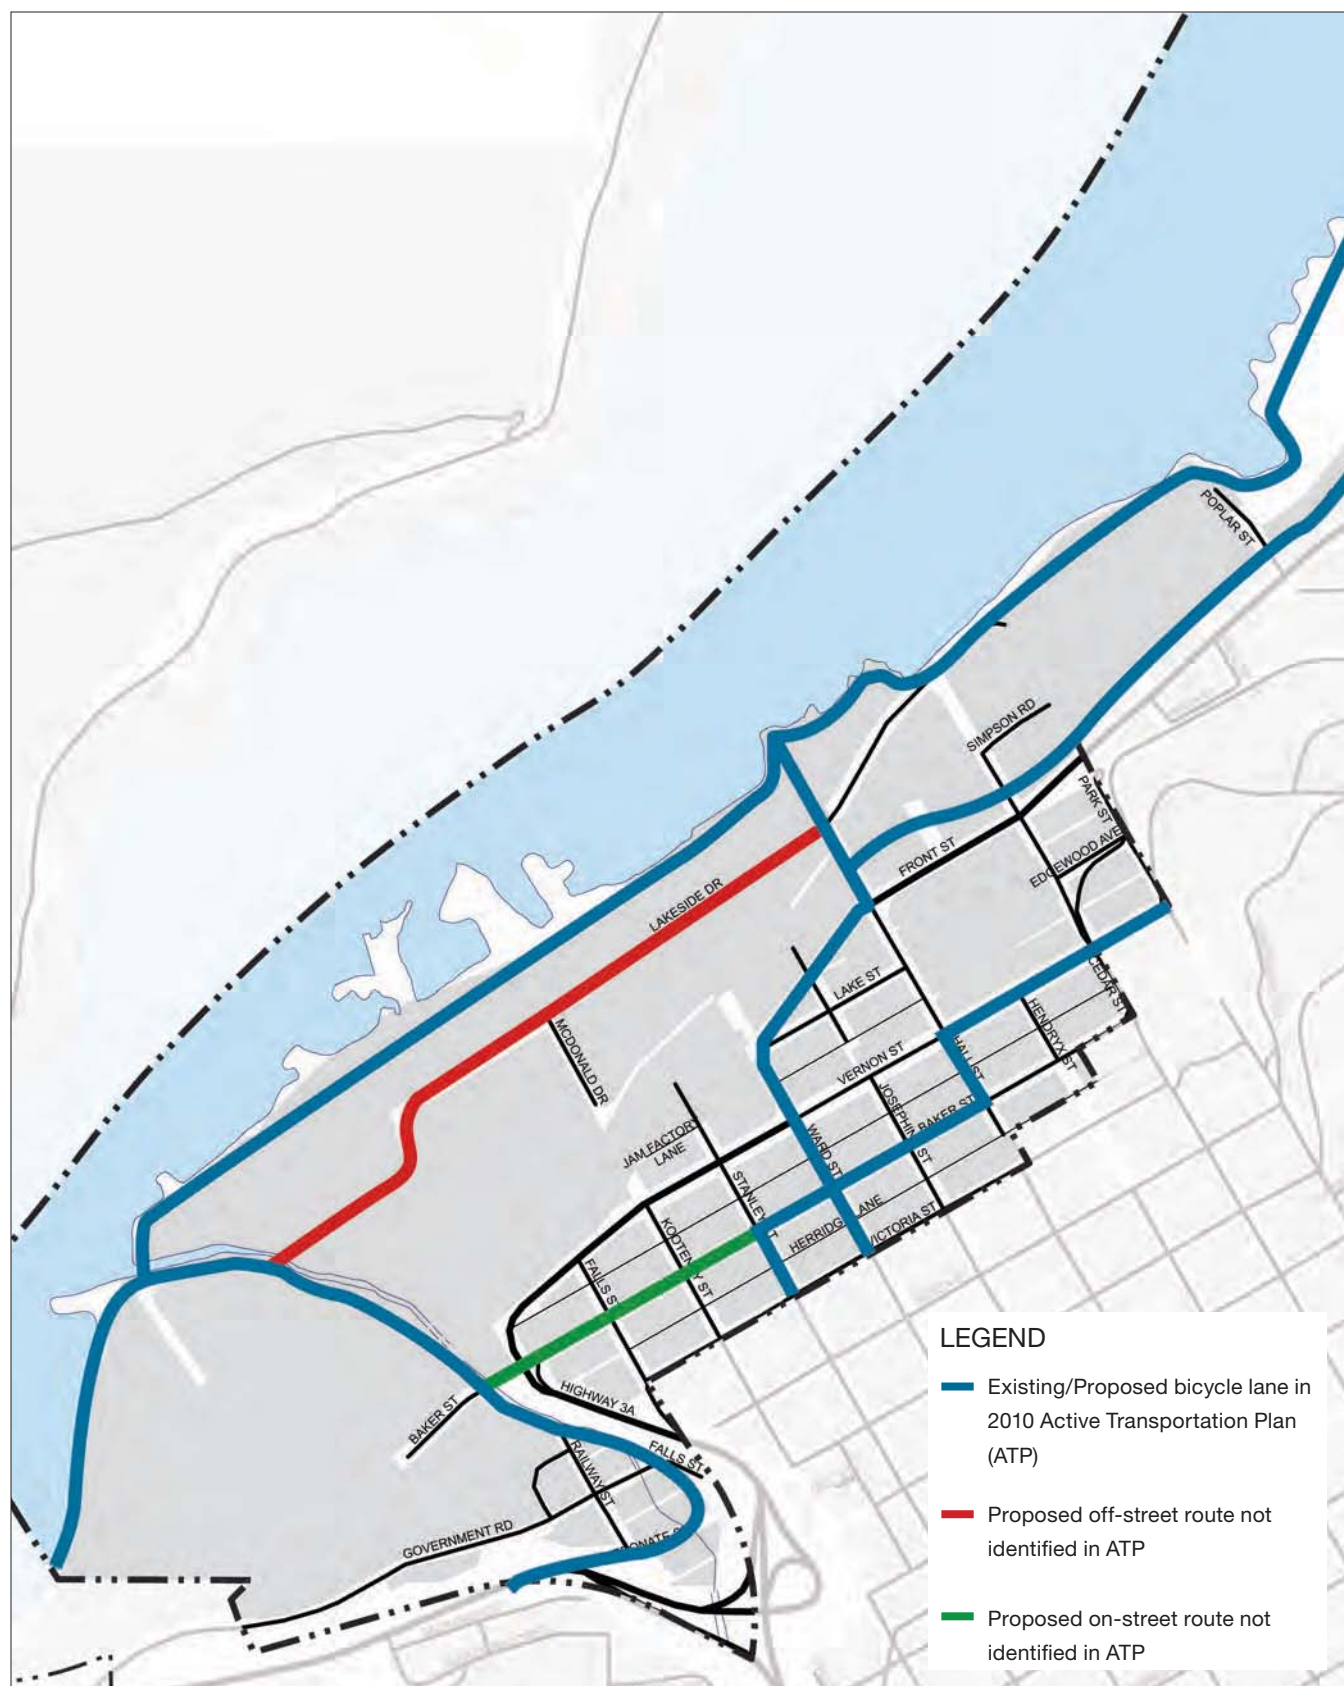 POPLAR ST
SIMPSON RD
PARK ST
FRONT ST
EDGEWOOD AVE
LAKESIDE DR
LAKE ST
CEDAR ST
HENDRYX ST
MCDONALD DR
VERNON ST
HALL ST
BAKER ST
JAM FACTORY
LANE
WARD ST
STANLEY ST
HERRIDGE LANE
VICTORIA ST
KOOTENAY ST
FALLS ST
HIGHWAY 3A
BAKER ST
FALLS ST
RAILWAY ST
GOVERNMENT RD
LEGEND
Existing/Proposed bicycle lane in
2010 Active Transportation Plan
(ATP)
Proposed off-street route not
identified in ATP
Proposed on-street route not
identified in ATP